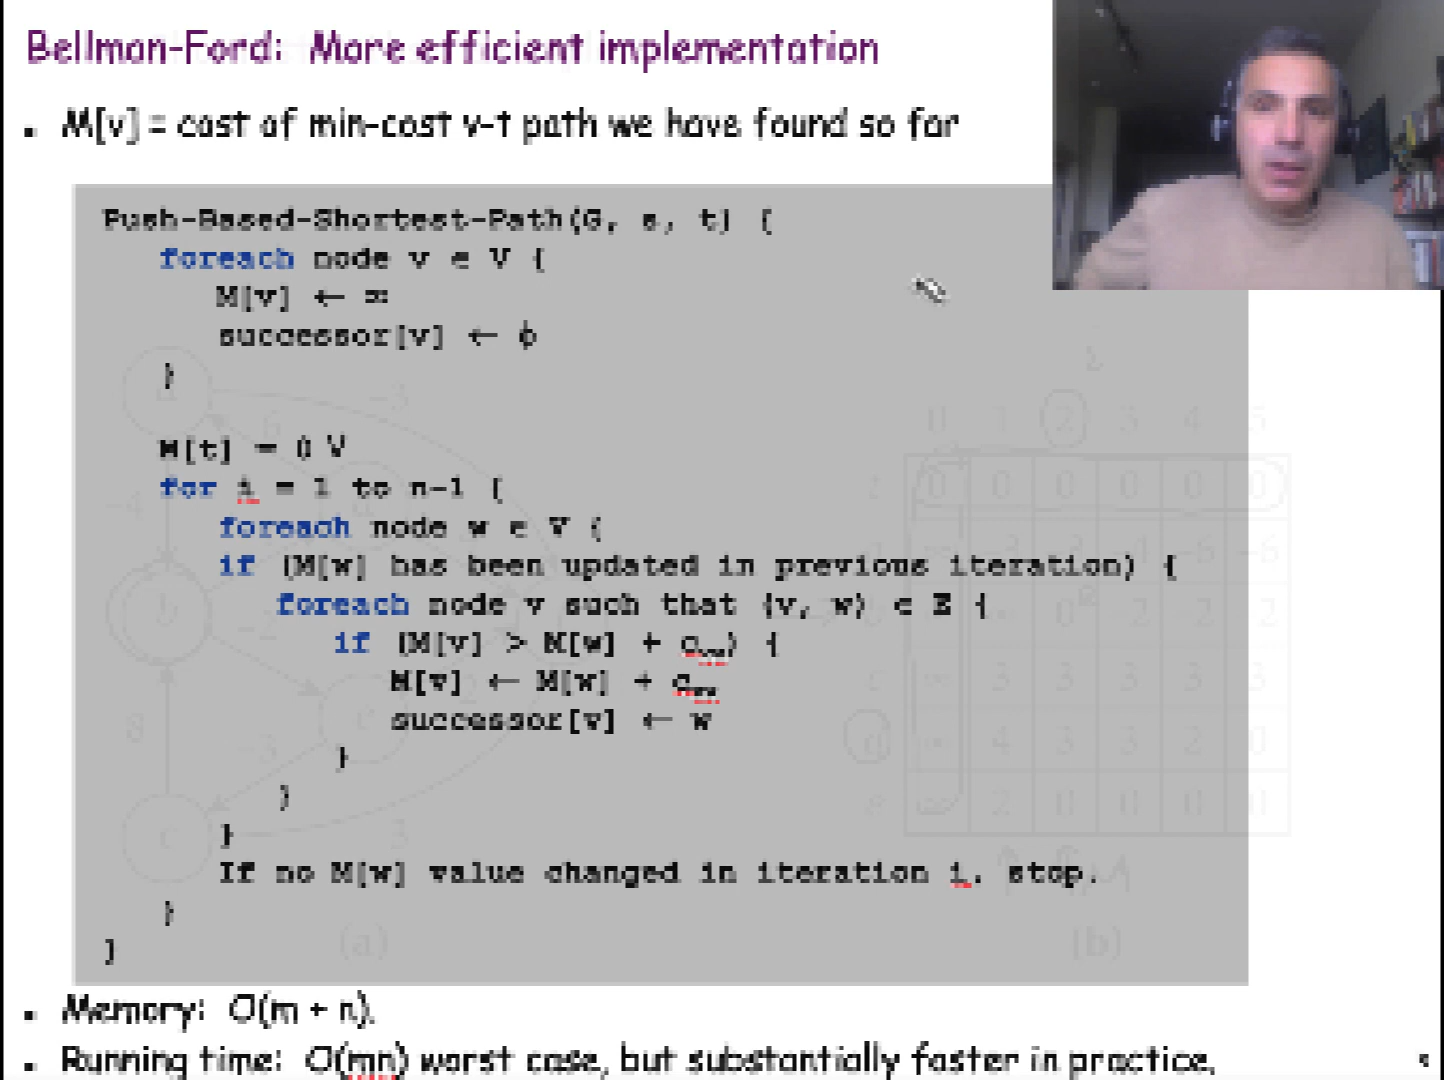 Bellman-Ford: More efficient implementation
M[v] = cost of min-cost v-t path we have found so far
Push-Based-Shortest-Path(G, s, t) {
foreach node v ∈ V {
M[v] ← ∞
successor[v] ← ϕ
}
M[t] = 0
for i = 1 to n-1 {
foreach node w ∈ V {
if (M[w] has been updated in previous iteration) {
foreach node v such that (v, w) ∈ E {
if (M[v] > M[w] + c_vw) {
M[v] ← M[w] + c_vw
successor[v] ← w
}
}
}
If no M[w] value changed in iteration i, stop.
}
}
Memory: O(m + n).
Running time: O(mn) worst case, but substantially faster in practice.
(a)
(b)